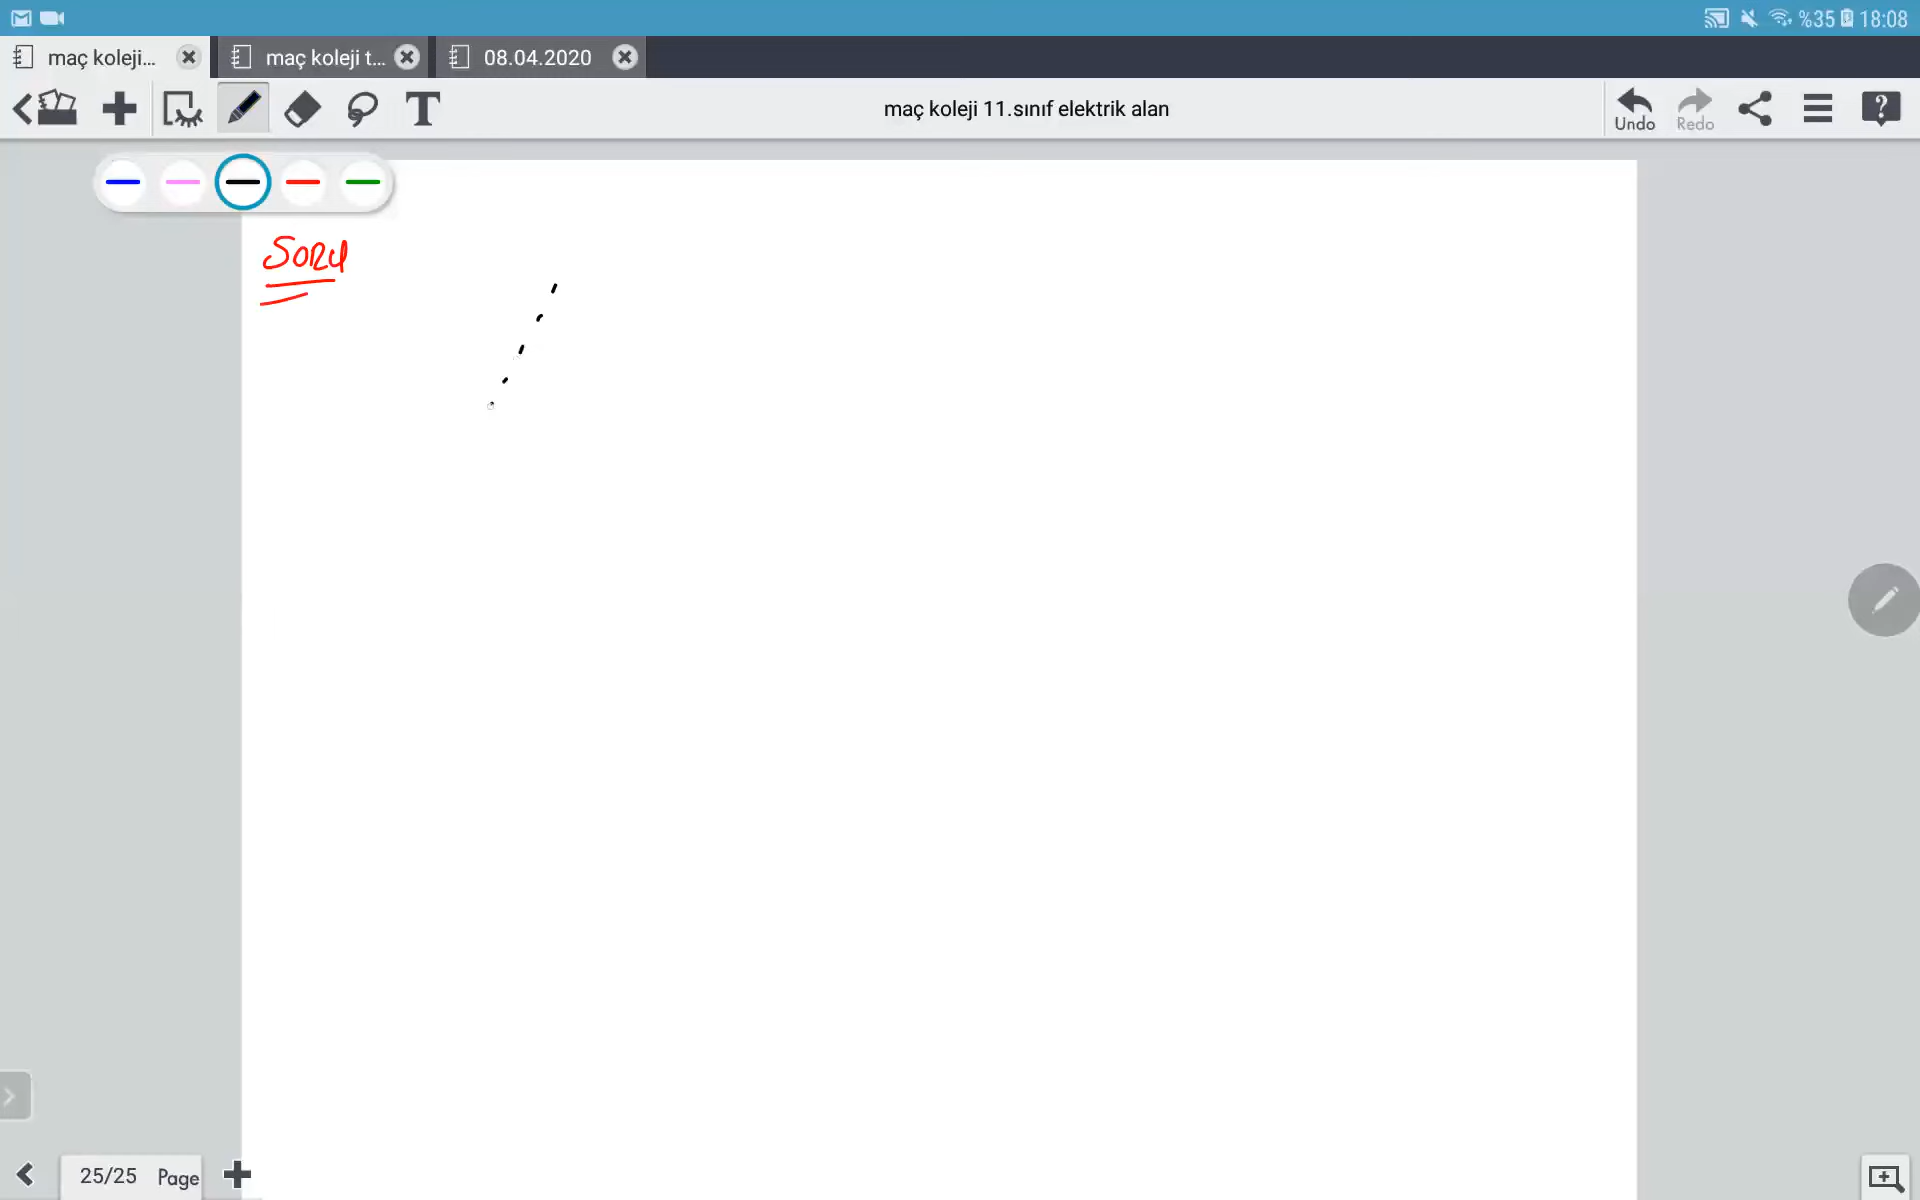 %35 18:08
maç koleji... maç koleji t... 08.04.2020
T maç koleji 11.sınıf elektrik alan Undo Redo
SORU
25/25 Page